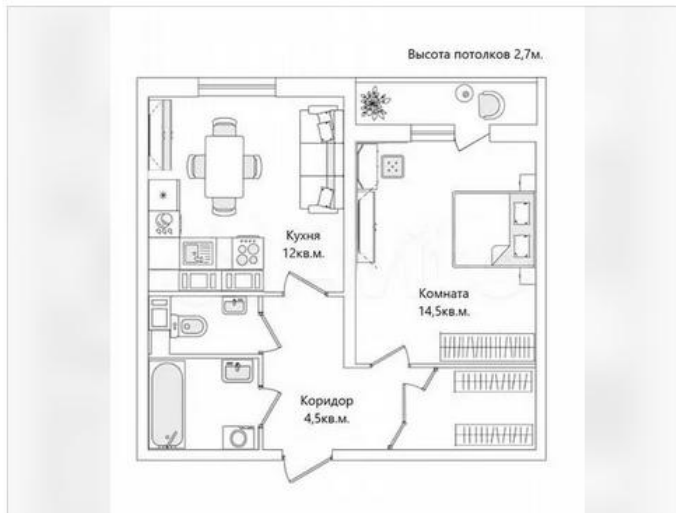 Высота потолков 2,7м.
Кухня
12кв.м.
Комната
14,5кв.м.
Коридор
4,5кв.м.